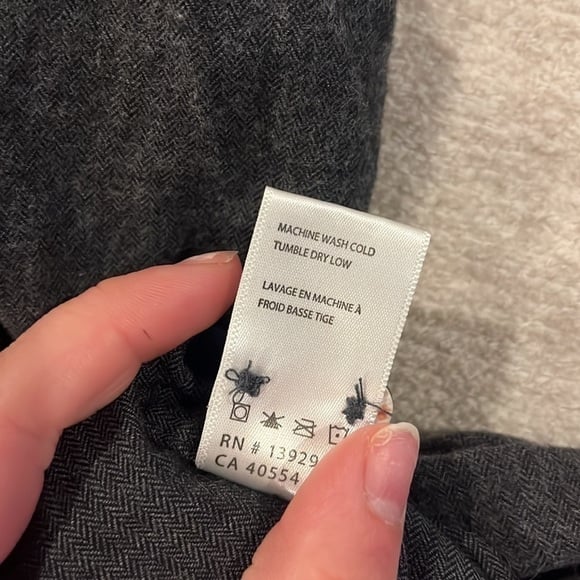 MACHINE WASH COLD
TUMBLE DRY LOW
LAVAGE EN MACHINE À
FROID BASSE TIGE
RN # 13929
CA 40554